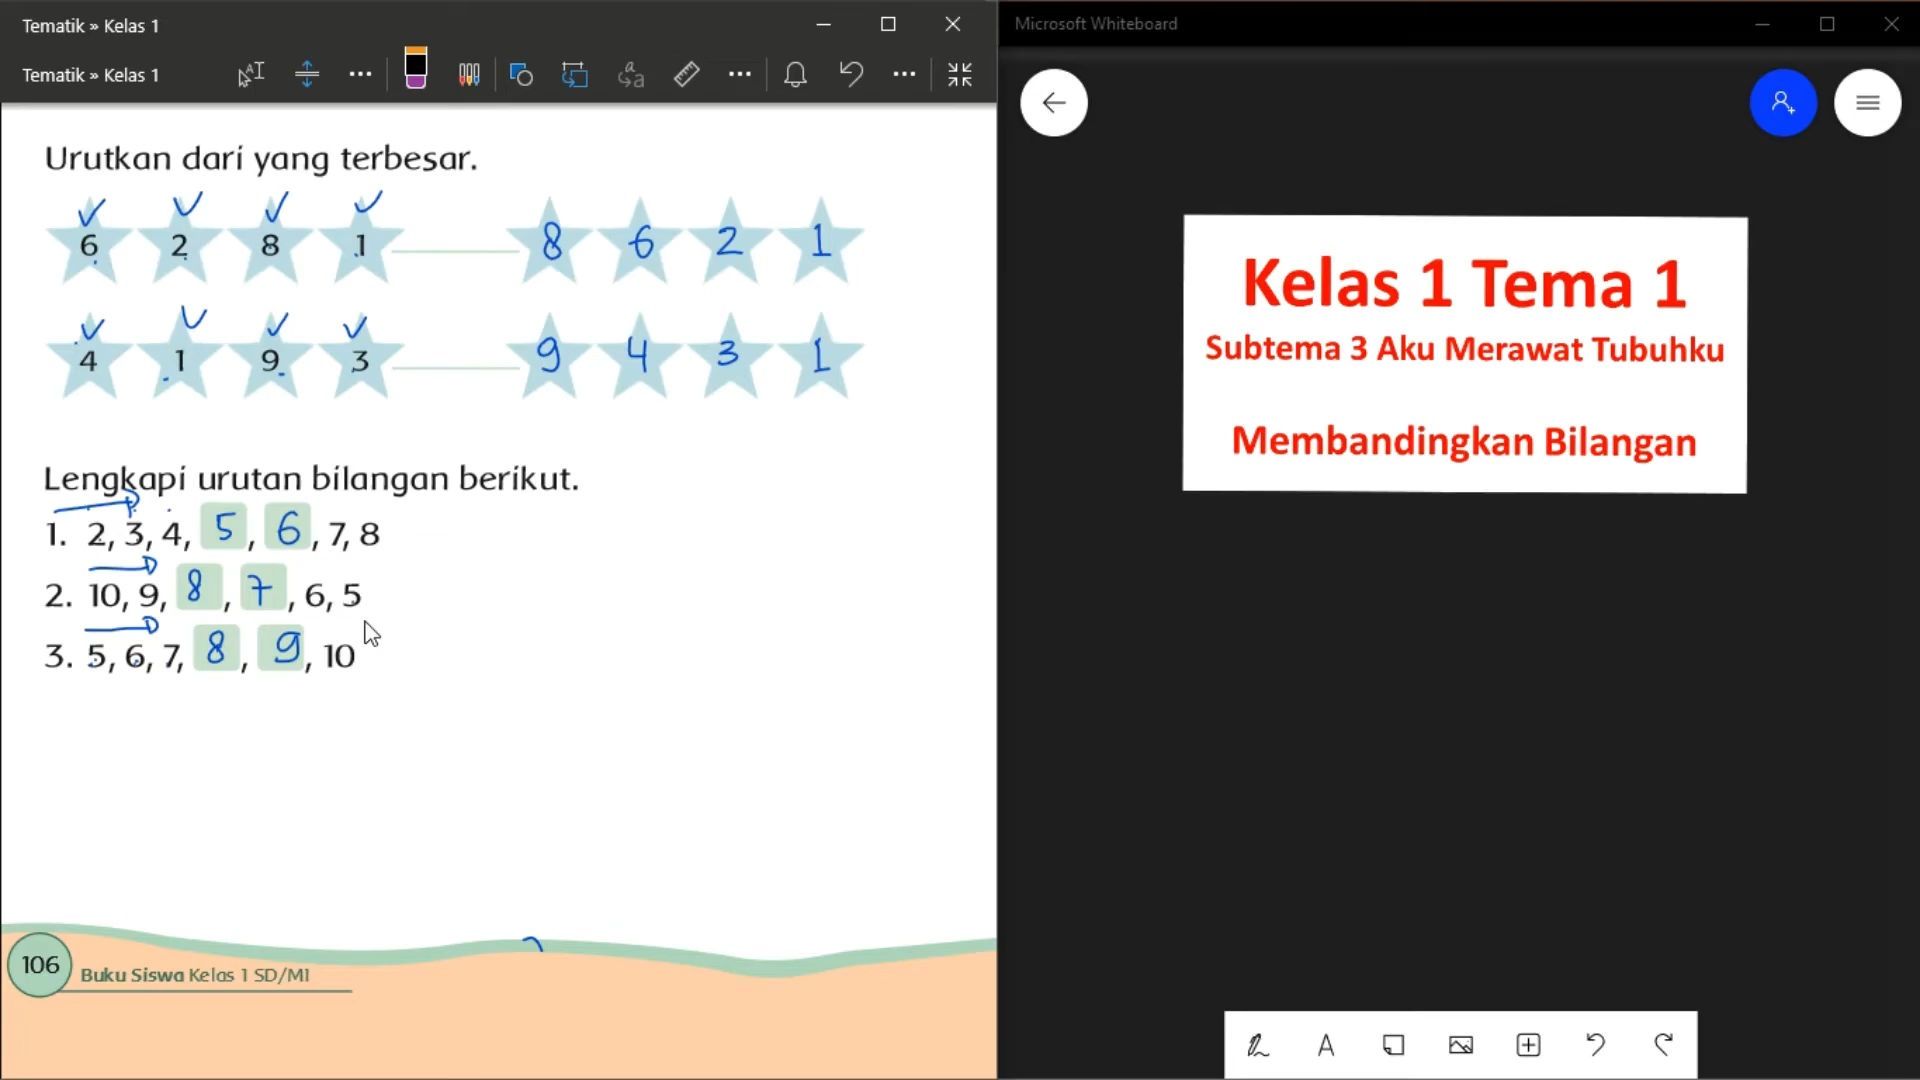 Tematik » Kelas 1
Tematik » Kelas 1
Urutkan dari yang terbesar.
6 2 8 1 8 6 2 1
4 1 9 3 9 4 3 1
Lengkapi urutan bilangan berikut.
1. 2, 3, 4, 5, 6, 7, 8
2. 10, 9, 8, 7, 6, 5
3. 5, 6, 7, 8, 9, 10
106
Buku Siswa Kelas 1 SD/MI
Microsoft Whiteboard
Kelas 1 Tema 1
Subtema 3 Aku Merawat Tubuhku
Membandingkan Bilangan